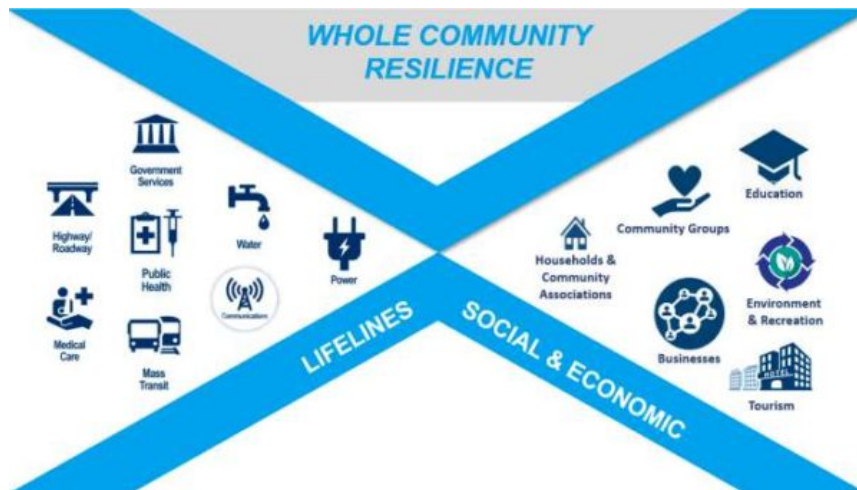 WHOLE COMMUNITY
RESILIENCE
Government
Services
Highway/
Roadway
Water
Public
Health
Power
Communications
Medical
Care
Mass
Transit
LIFELINES
Education
Community Groups
Households &
Community
Associations
Environment
& Recreation
Businesses
HOTEL
Tourism
SOCIAL & ECONOMIC